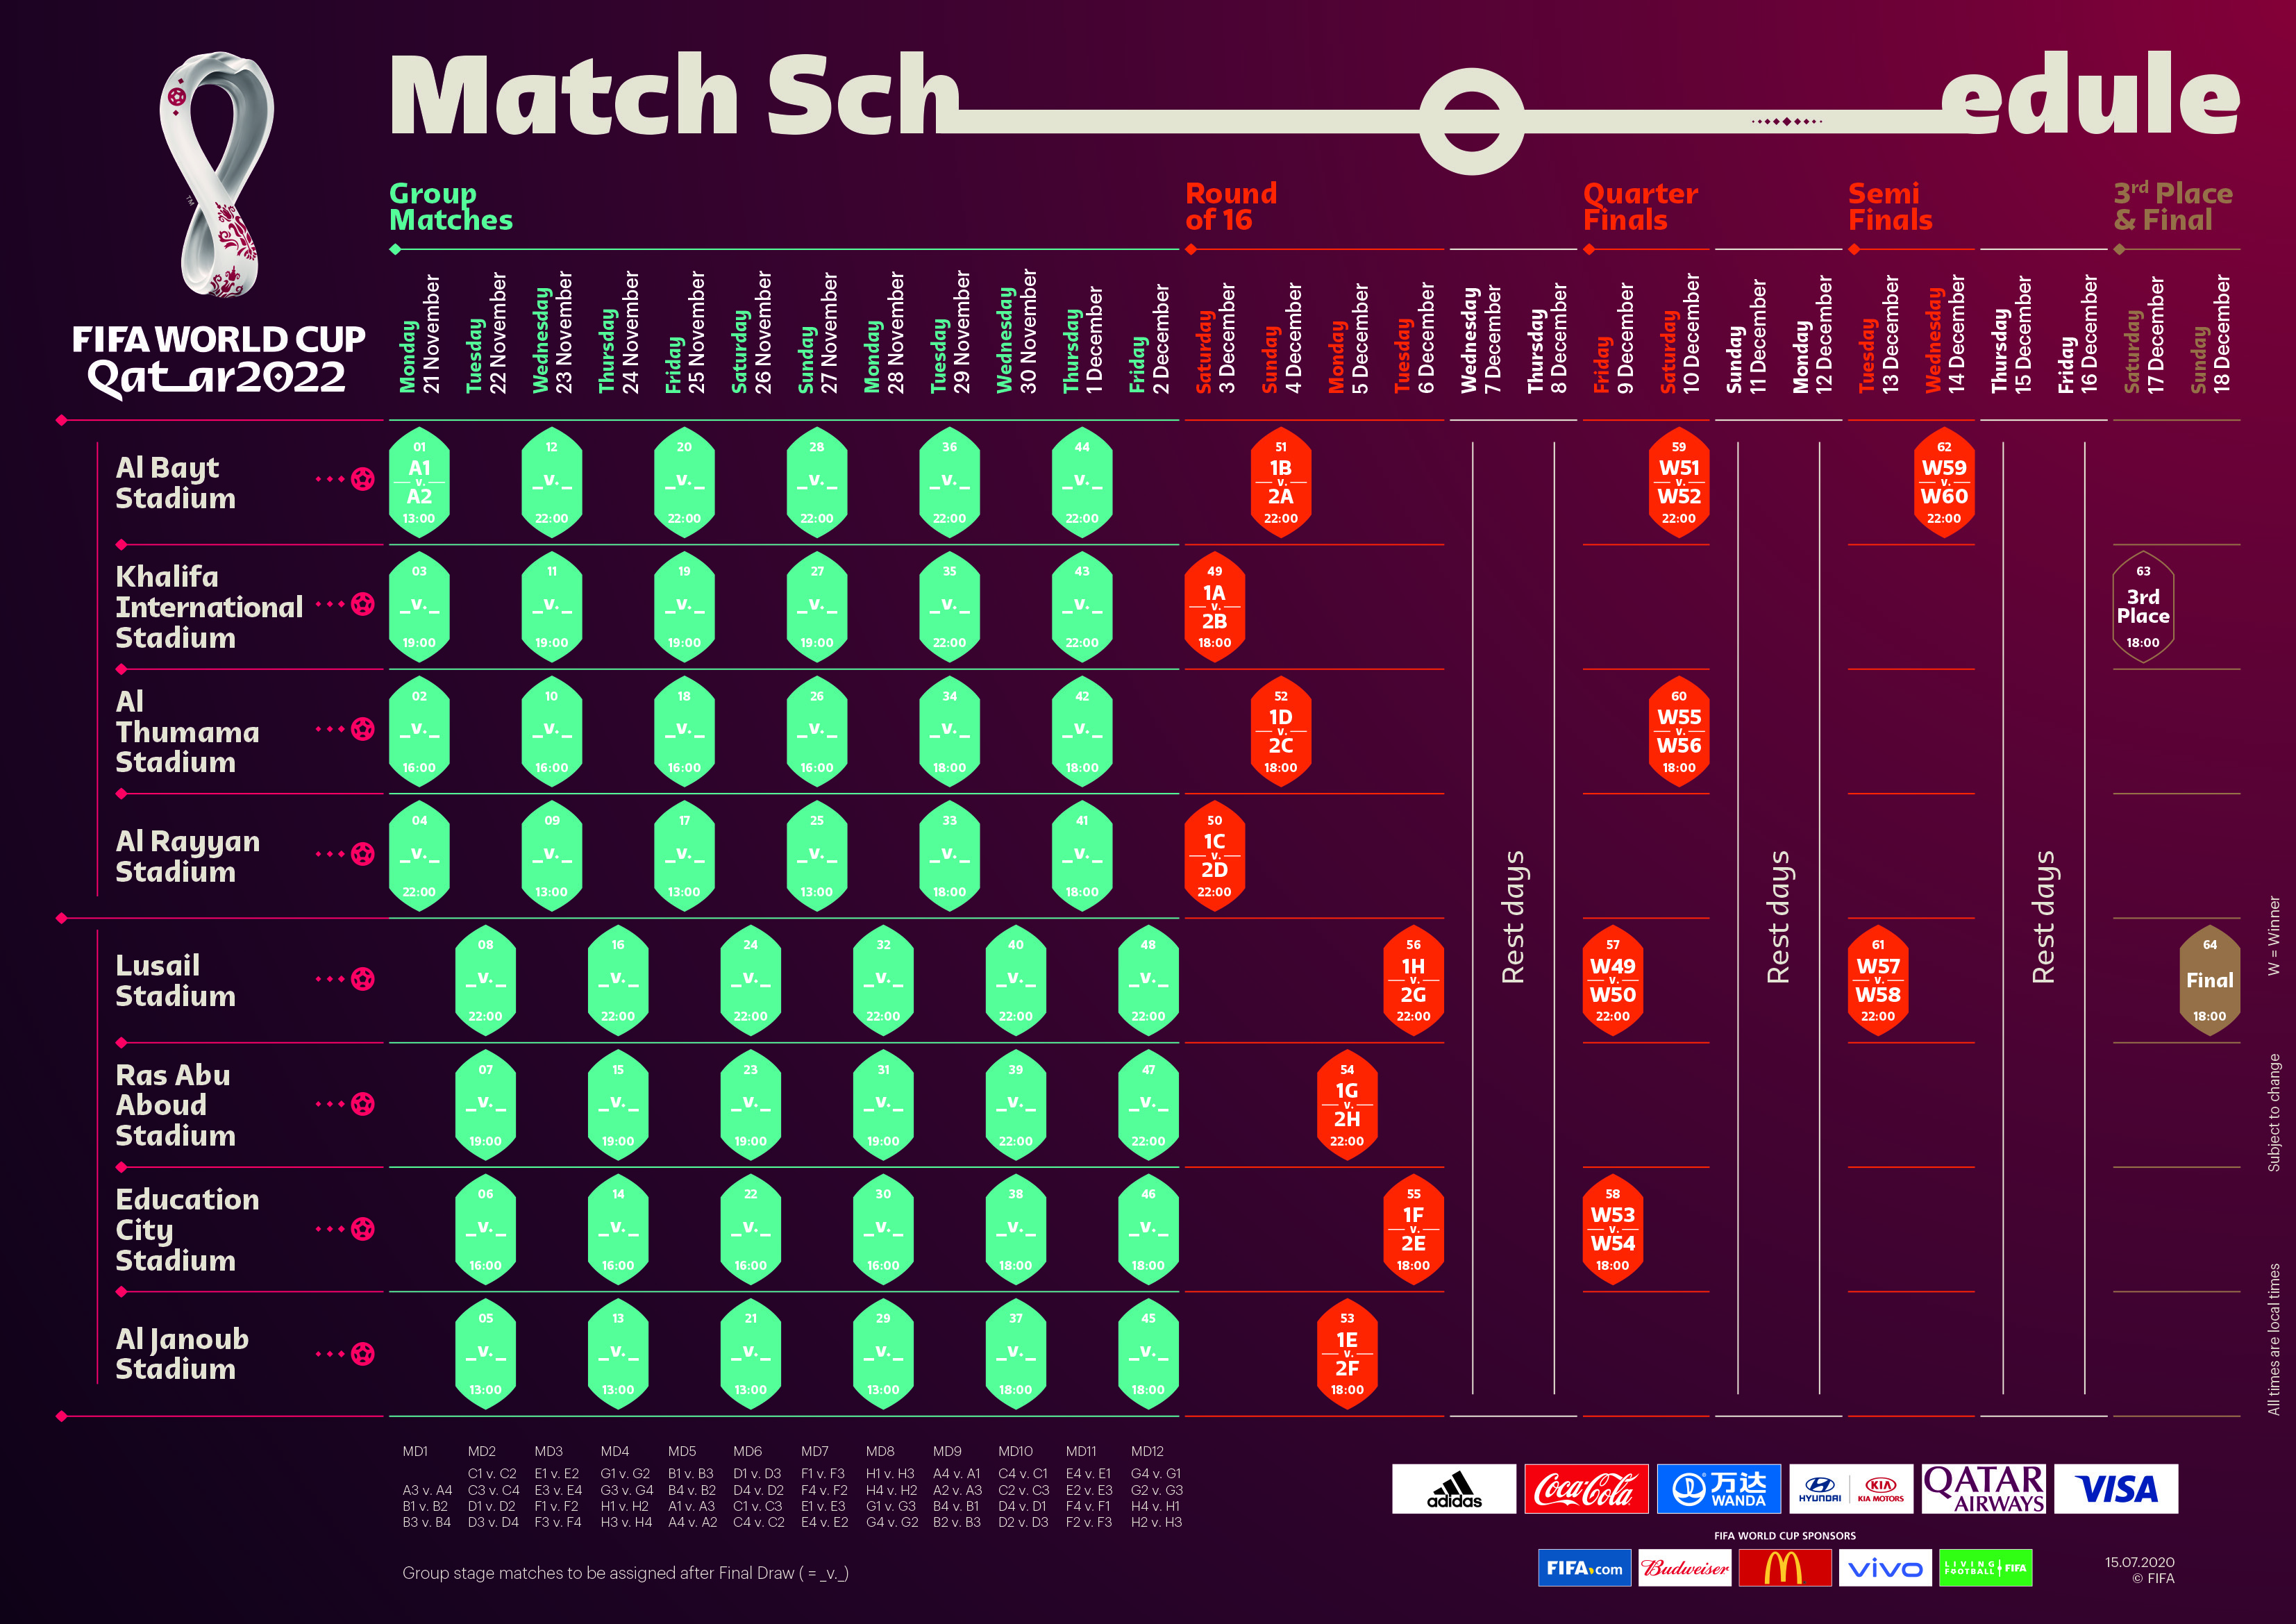 Match Schedule
FIFA WORLD CUP
Qatar2022
TM
Group
Matches
Round
of 16
Quarter
Finals
Semi
Finals
3rd Place
& Final
Monday
21 November
Tuesday
22 November
Wednesday
23 November
Thursday
24 November
Friday
25 November
Saturday
26 November
Sunday
27 November
Monday
28 November
Tuesday
29 November
Wednesday
30 November
Thursday
1 December
Friday
2 December
Saturday
3 December
Sunday
4 December
Monday
5 December
Tuesday
6 December
Wednesday
7 December
Thursday
8 December
Friday
9 December
Saturday
10 December
Sunday
11 December
Monday
12 December
Tuesday
13 December
Wednesday
14 December
Thursday
15 December
Friday
16 December
Saturday
17 December
Sunday
18 December
Al Bayt
Stadium
01
A1
v.
A2
13:00
12
_v._
22:00
20
_v._
22:00
28
_v._
22:00
36
_v._
22:00
44
_v._
22:00
51
1B
v.
2A
22:00
59
W51
v.
W52
22:00
62
W59
v.
W60
22:00
Khalifa
International
Stadium
03
_v._
19:00
11
_v._
19:00
19
_v._
19:00
27
_v._
19:00
35
_v._
22:00
43
_v._
22:00
49
1A
v.
2B
18:00
63
3rd
Place
18:00
Al
Thumama
Stadium
02
_v._
16:00
10
_v._
16:00
18
_v._
16:00
26
_v._
16:00
34
_v._
18:00
42
_v._
18:00
52
1D
v.
2C
18:00
60
W55
v.
W56
18:00
Al Rayyan
Stadium
04
_v._
22:00
09
_v._
13:00
17
_v._
13:00
25
_v._
13:00
33
_v._
18:00
41
_v._
18:00
50
1C
v.
2D
22:00
Lusail
Stadium
08
_v._
22:00
16
_v._
22:00
24
_v._
22:00
32
_v._
22:00
40
_v._
22:00
48
_v._
22:00
56
1H
v.
2G
22:00
57
W49
v.
W50
22:00
61
W57
v.
W58
22:00
64
Final
18:00
Ras Abu
Aboud
Stadium
07
_v._
19:00
15
_v._
19:00
23
_v._
19:00
31
_v._
19:00
39
_v._
22:00
47
_v._
22:00
54
1G
v.
2H
22:00
Education
City
Stadium
06
_v._
16:00
14
_v._
16:00
22
_v._
16:00
30
_v._
16:00
38
_v._
18:00
46
_v._
18:00
55
1F
v.
2E
18:00
58
W53
v.
W54
18:00
Al Janoub
Stadium
05
_v._
13:00
13
_v._
13:00
21
_v._
13:00
29
_v._
13:00
37
_v._
18:00
45
_v._
18:00
53
1E
v.
2F
18:00
Rest days
Rest days
Rest days
W = Winner
Subject to change
All times are local times
MD1
A3 v. A4
B1 v. B2
B3 v. B4
MD2
C1 v. C2
C3 v. C4
D1 v. D2
D3 v. D4
MD3
E1 v. E2
E3 v. E4
F1 v. F2
F3 v. F4
MD4
G1 v. G2
G3 v. G4
H1 v. H2
H3 v. H4
MD5
B1 v. B3
B4 v. B2
A1 v. A3
A4 v. A2
MD6
D1 v. D3
D4 v. D2
C1 v. C3
C4 v. C2
MD7
F1 v. F3
F4 v. F2
E1 v. E3
E4 v. E2
MD8
H1 v. H3
H4 v. H2
G1 v. G3
G4 v. G2
MD9
A4 v. A1
A2 v. A3
B4 v. B1
B2 v. B3
MD10
C4 v. C1
C2 v. C3
D4 v. D1
D2 v. D3
MD11
E4 v. E1
E2 v. E3
F4 v. F1
F2 v. F3
MD12
G4 v. G1
G2 v. G3
H4 v. H1
H2 v. H3
Group stage matches to be assigned after Final Draw ( = _v._)
adidas
Coca-Cola
万达
WANDA
HYUNDAI
KIA
KIA MOTORS
QATAR
AIRWAYS
VISA
FIFA WORLD CUP SPONSORS
FIFA.com
Budweiser
vivo
LIVING
FOOTBALL
FIFA
15.07.2020
© FIFA